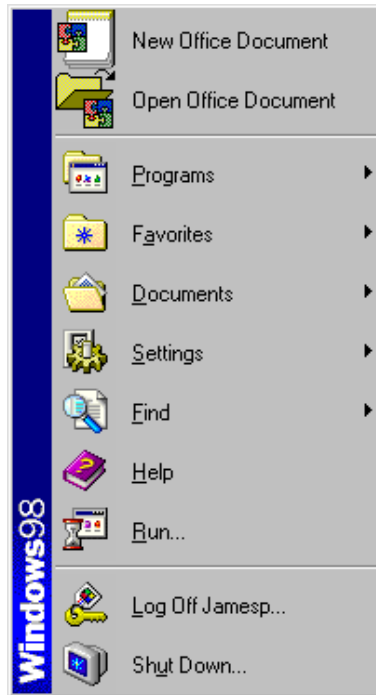 New Office Document
Open Office Document
Programs
Favorites
Documents
Settings
Find
Help
Run...
Log Off Jamesp...
Shut Down...
Windows98